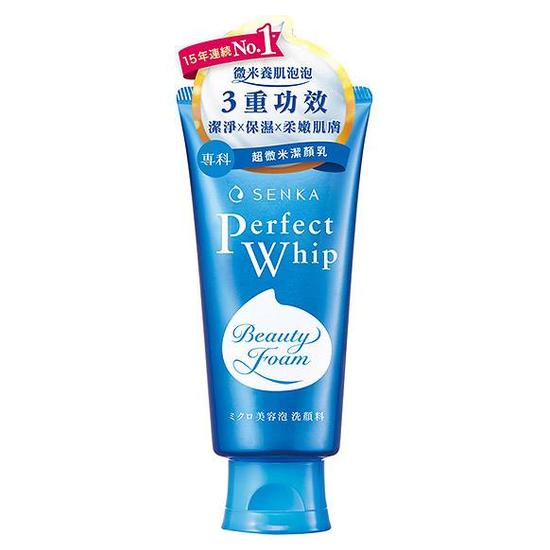 15年連続No.1
微米養肌泡泡
3重功效
潔淨×保濕×柔嫩肌膚
専科
超微米潔顏乳
SENKA
Perfect
Whip
Beauty
Foam
ミクロ美容泡 洗顔料